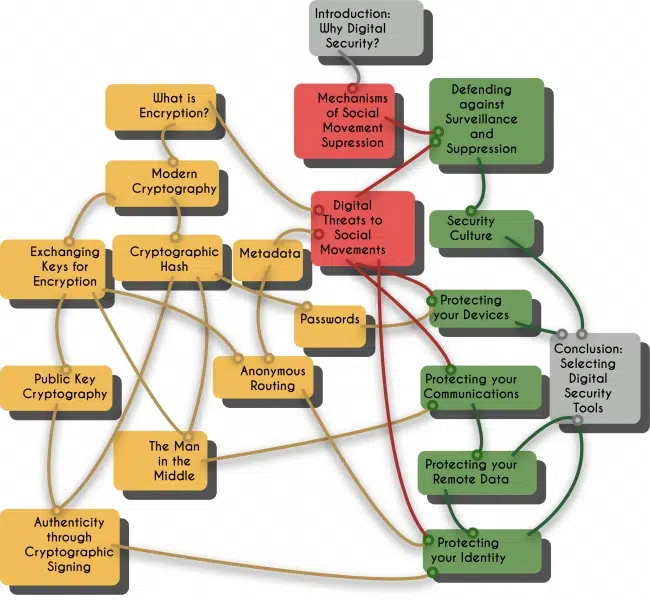 Introduction:
Why Digital
Security?
What is
Encryption?
Mechanisms
of Social
Movement
Supression
Defending
against
Surveillance
and
Suppression
Modern
Cryptography
Digital
Threats to
Social
Movements
Security
Culture
Exchanging
Keys for
Encryption
Cryptographic
Hash
Metadata
Passwords
Protecting
your Devices
Conclusion:
Selecting
Digital
Security
Tools
Public Key
Cryptography
Anonymous
Routing
Protecting your
Communications
The Man
in the
Middle
Protecting your
Remote Data
Authenticity
through
Cryptographic
Signing
Protecting
your Identity